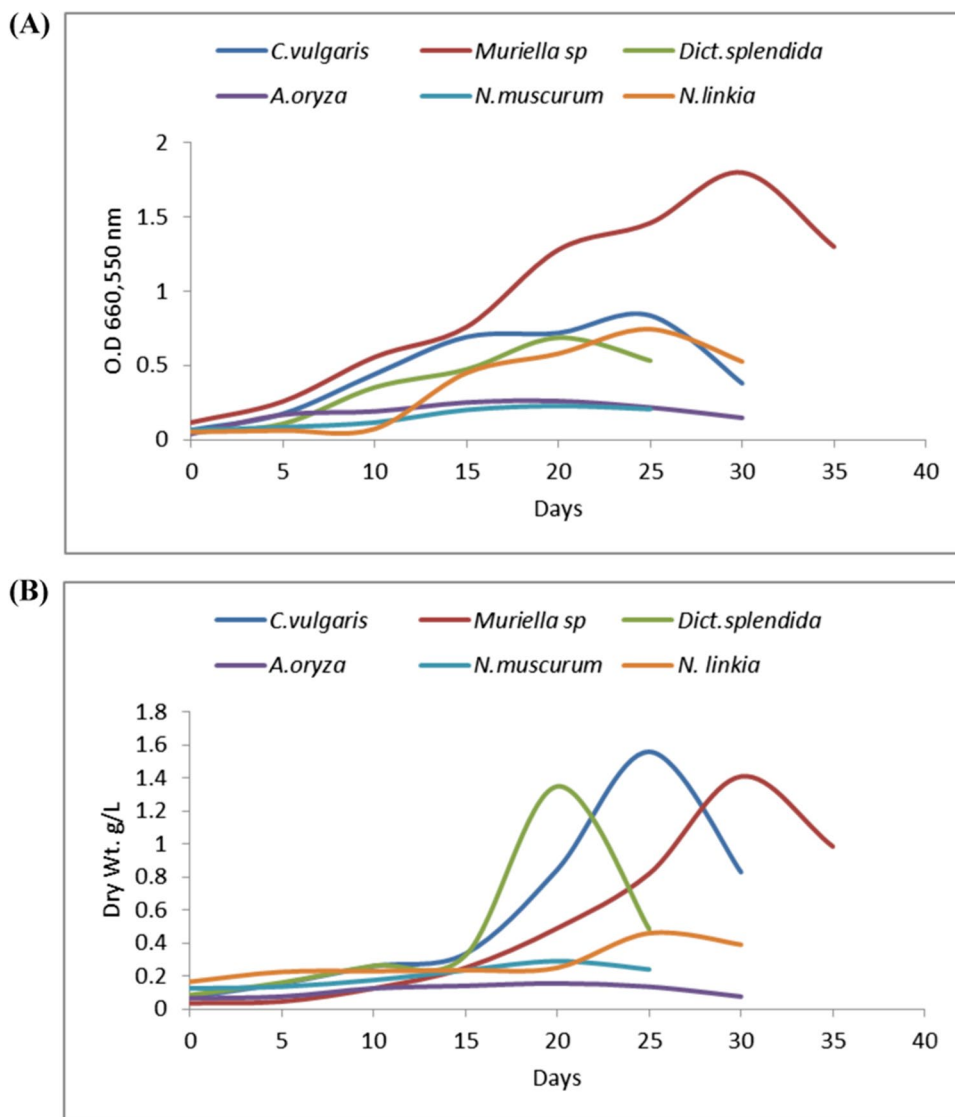 (A)
C.vulgaris Muriella sp Dict.splendida
A.oryza N.muscurum N.linkia
2
1.5
1
0.5
0
O.D 660,550 nm
0 5 10 15 20 25 30 35 40
Days
(B)
C.vulgaris Muriella sp Dict.splendida
A.oryza N.muscurum N. linkia
1.8
1.6
1.4
1.2
1
0.8
0.6
0.4
0.2
0
Dry Wt. g/L
0 5 10 15 20 25 30 35 40
Days